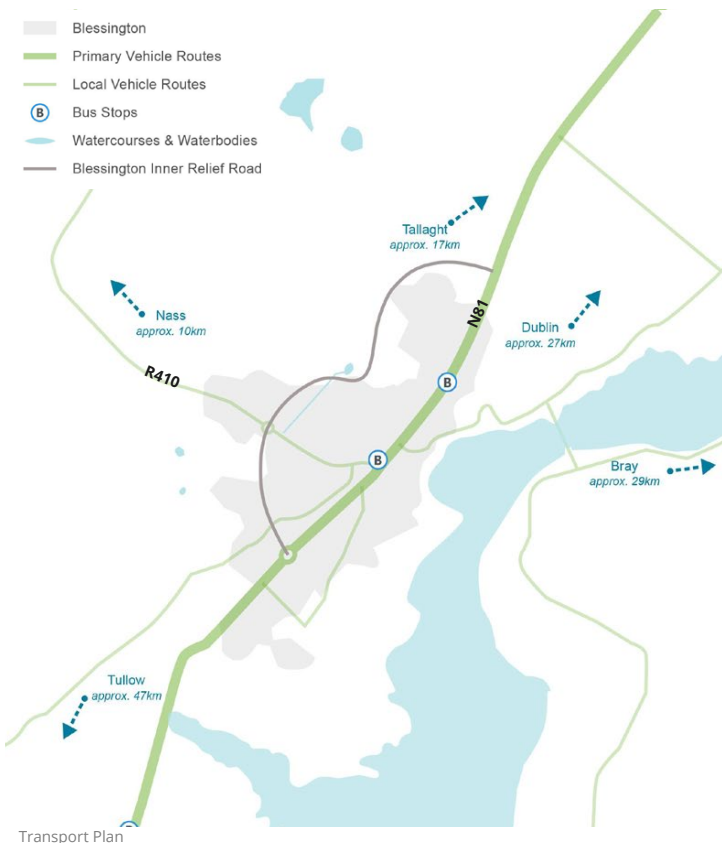 Blessington
Primary Vehicle Routes
Local Vehicle Routes
B
Bus Stops
Watercourses & Waterbodies
Blessington Inner Relief Road
Tallaght
approx. 17km
Nass
approx. 10km
N81
Dublin
approx. 27km
R410
B
B
Bray
approx. 29km
Tullow
approx. 47km
Transport Plan